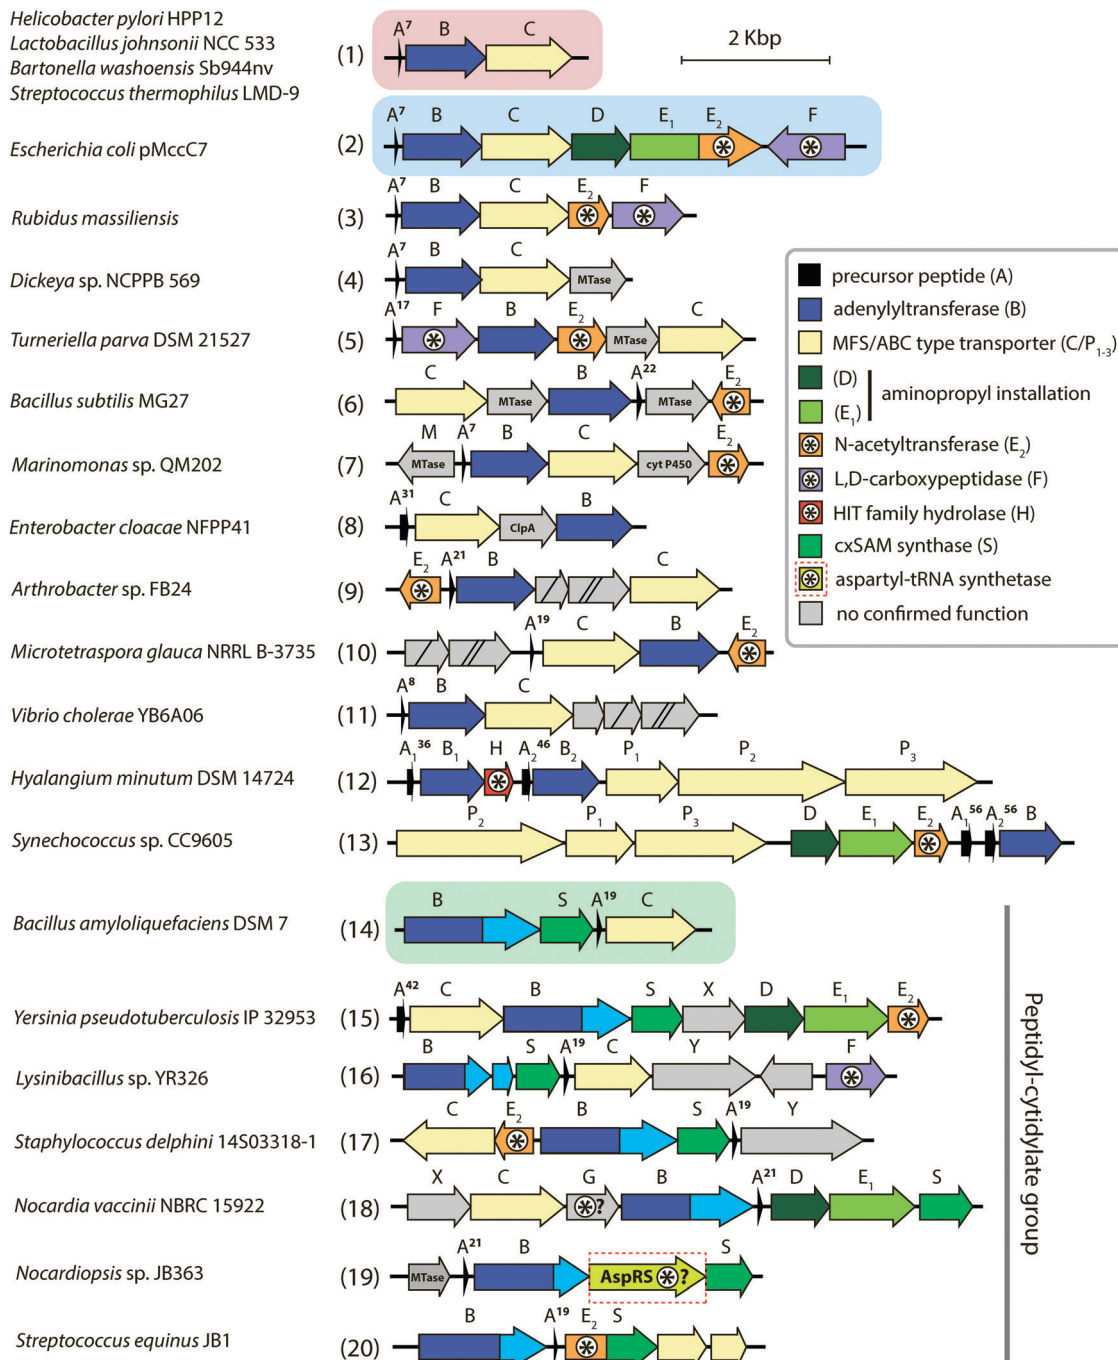 Helicobacter pylori HPP12
Lactobacillus johnsonii NCC 533
Bartonella washoensis Sb944nv
Streptococcus thermophilus LMD-9
(1)
A7 B C
2 Kbp
Escherichia coli pMccC7
(2)
A7 B C D E1 E2 F
Rubidus massiliensis
(3)
A7 B C E2 F
Dickeya sp. NCPPB 569
(4)
A7 B C
MTase
Turneriella parva DSM 21527
(5)
A17 F B E2 C
MTase
Bacillus subtilis MG27
(6)
C B A22 E2
MTase MTase
Marinomonas sp. QM202
(7)
M A7 B C E2
MTase cyt P450
Enterobacter cloacae NFPP41
(8)
A31 C B
ClpA
Arthrobacter sp. FB24
(9)
E2 A21 B C
Microtetraspora glauca NRRL B-3735
(10)
A19 C B E2
Vibrio cholerae YB6A06
(11)
A8 B C
Hyalangium minutum DSM 14724
(12)
A1 36 B1 H A2 46 B2 P1 P2 P3
Synechococcus sp. CC9605
(13)
P2 P1 P3 D E1 E2 A1 56 A2 56 B
precursor peptide (A)
adenylyltransferase (B)
MFS/ABC type transporter (C/P1-3)
(D)
aminopropyl installation
(E1)
N-acetyltransferase (E2)
L,D-carboxypeptidase (F)
HIT family hydrolase (H)
cxSAM synthase (S)
aspartyl-tRNA synthetase
no confirmed function
Bacillus amyloliquefaciens DSM 7
(14)
B S A19 C
Yersinia pseudotuberculosis IP 32953
(15)
A42 C B S X D E1 E2
Lysinibacillus sp. YR326
(16)
B S A19 C Y F
Staphylococcus delphini 14S03318-1
(17)
C E2 B S A19 Y
Nocardia vaccinii NBRC 15922
(18)
X C G B A21 D E1 S
?
Nocardiopsis sp. JB363
(19)
A21 B S
MTase AspRS ?
Streptococcus equinus JB1
(20)
B A19 E2 S
Peptidyl-cytidylate group